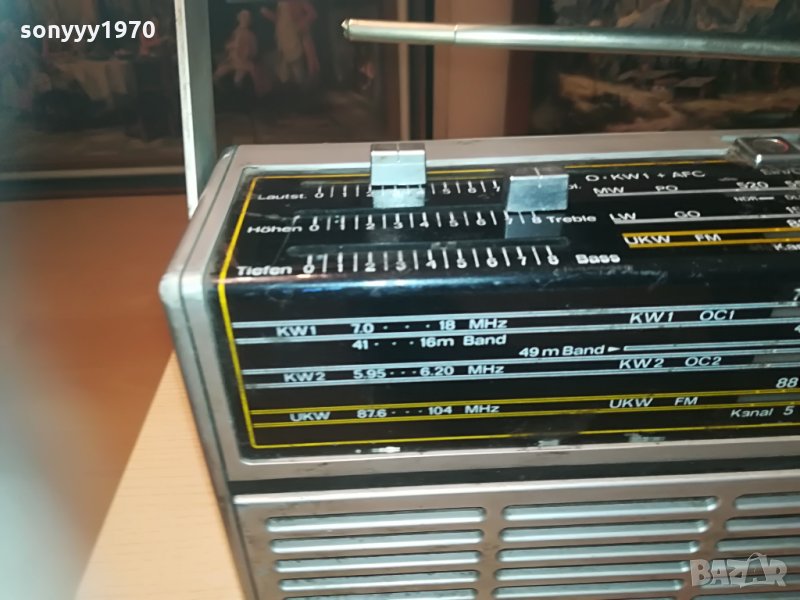 sonyyy1970
O • KW1 + AFC
Lautst. 0 1 2
MW PO 520
Höhen 0 1 2 3 4 5 6 7 8 Treble
LW GO
UKW FM
Tiefen 0 1 2 3 4 5 6 7 8 Bass
KW1 7.0 • • • 18 MHz KW1 OC1
41 • • • 16m Band
49m Band
KW2 5.95 • • • 6.20 MHz KW2 OC2
88
UKW 87.6 • • • 104 MHz UKW FM
Kanal 5
BAZAR